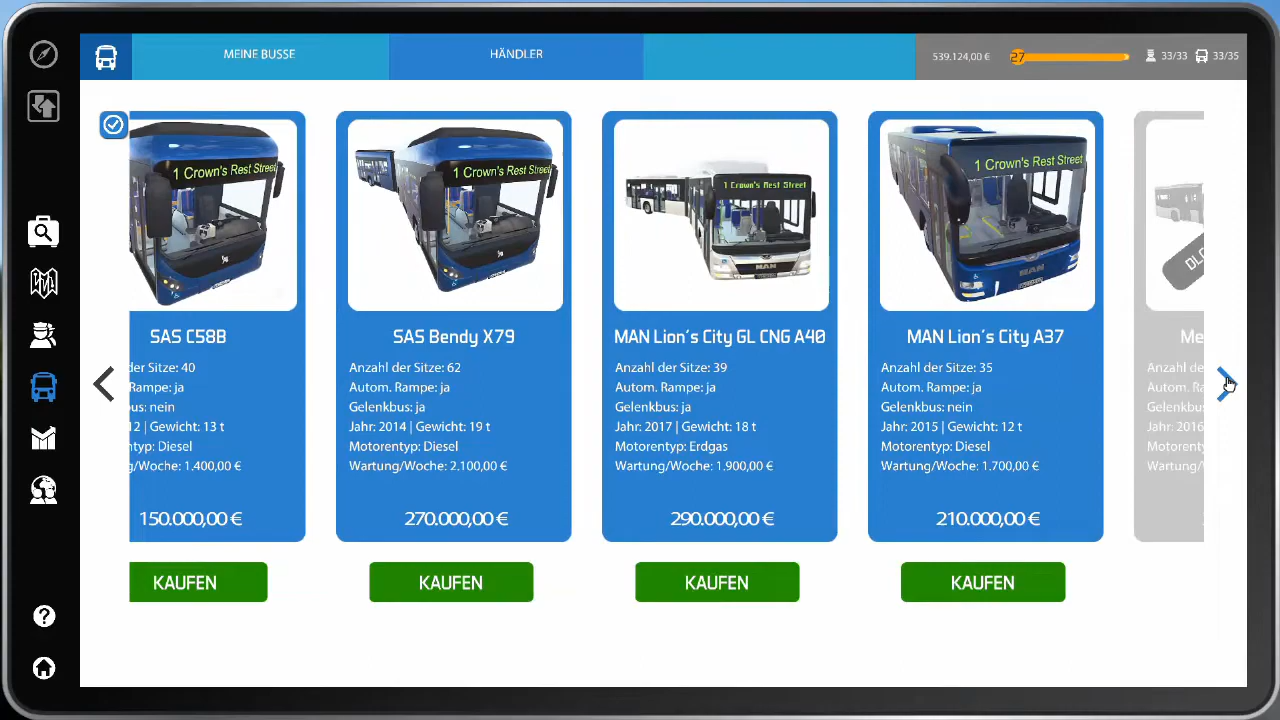 MEINE BUSSE
HÄNDLER
539.124,00 €
27
33/33
33/35
1 Crown's Rest Street
SAS C58B
der Sitze: 40
Rampe: ja
us: nein
12 | Gewicht: 13 t
ntyp: Diesel
g/Woche: 1.400,00 €
150.000,00 €
KAUFEN
1 Crown's Rest Street
SAS Bendy X79
Anzahl der Sitze: 62
Autom. Rampe: ja
Gelenkbus: ja
Jahr: 2014 | Gewicht: 19 t
Motorentyp: Diesel
Wartung/Woche: 2.100,00 €
270.000,00 €
KAUFEN
1 Crown's Rest Street
MAN
MAN Lion´s City GL CNG A40
Anzahl der Sitze: 39
Autom. Rampe: ja
Gelenkbus: ja
Jahr: 2017 | Gewicht: 18 t
Motorentyp: Erdgas
Wartung/Woche: 1.900,00 €
290.000,00 €
KAUFEN
1 Crown's Rest Street
MAN
MAN Lion´s City A37
Anzahl der Sitze: 35
Autom. Rampe: ja
Gelenkbus: nein
Jahr: 2015 | Gewicht: 12 t
Motorentyp: Diesel
Wartung/Woche: 1.700,00 €
210.000,00 €
KAUFEN
DLC
Me
Anzahl de
Autom. Ra
Gelenkbus
Jahr: 2016
Motorenty
Wartung/W